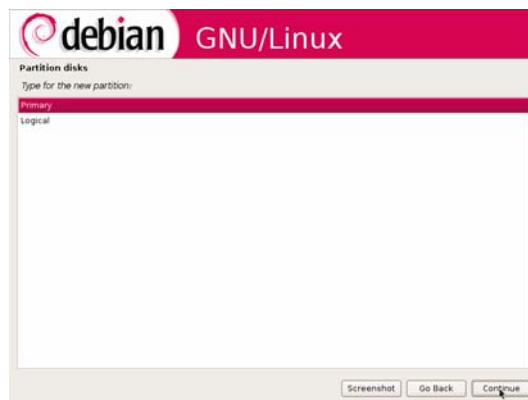 debian GNU/Linux
Partition disks
Type for the new partition:
Primary
Logical
Screenshot Go Back Continue